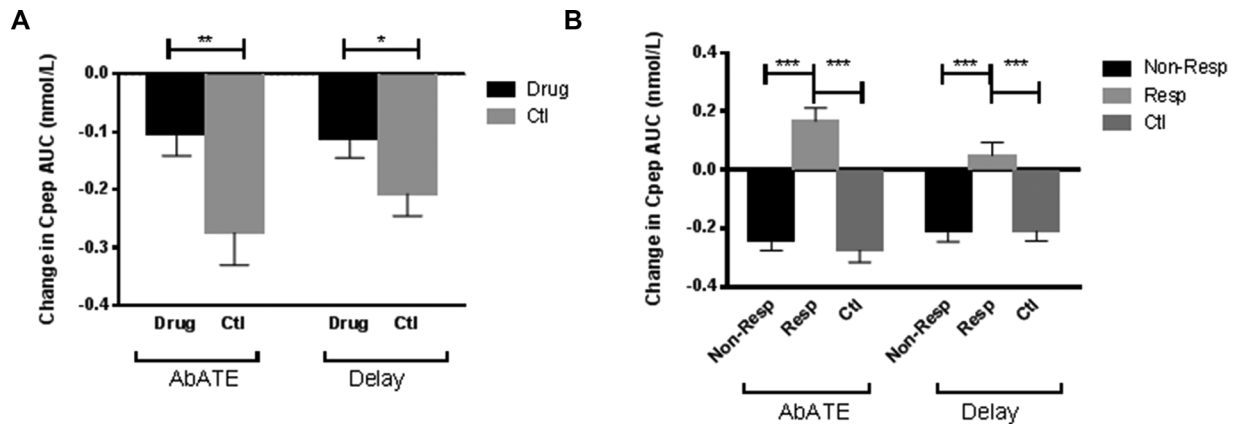 A
** *
0.0
-0.1
-0.2
-0.3
-0.4
Change in Cpep AUC (nmol/L)
Drug
Ctl
Drug Ctl Drug Ctl
AbATE Delay
B
*** *** *** ***
0.4
0.2
0.0
-0.2
-0.4
Change in Cpep AUC (nmol/L)
Non-Resp
Resp
Ctl
Non-Resp Resp Ctl Non-Resp Resp Ctl
AbATE Delay